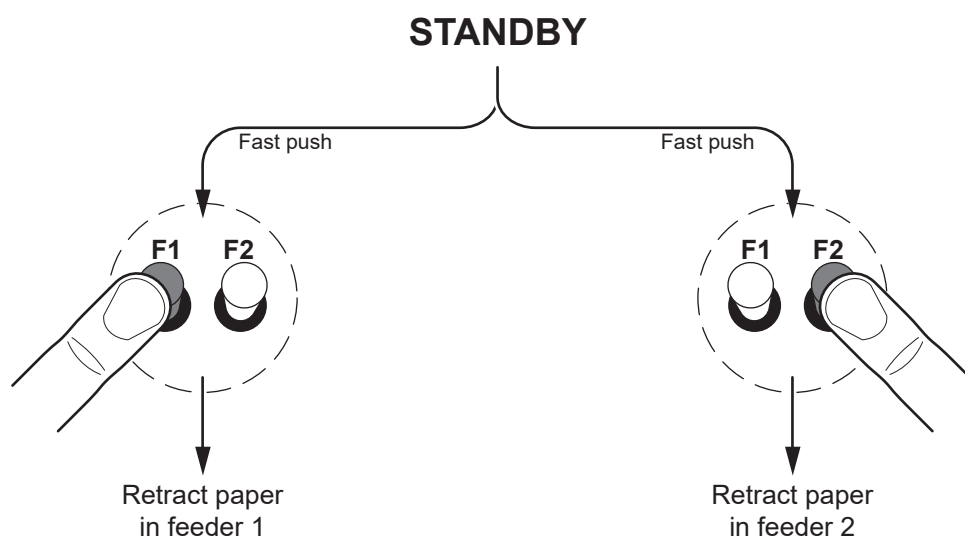 STANDBY
Fast push
Fast push
F1 F2
F1 F2
Retract paper
in feeder 1
Retract paper
in feeder 2